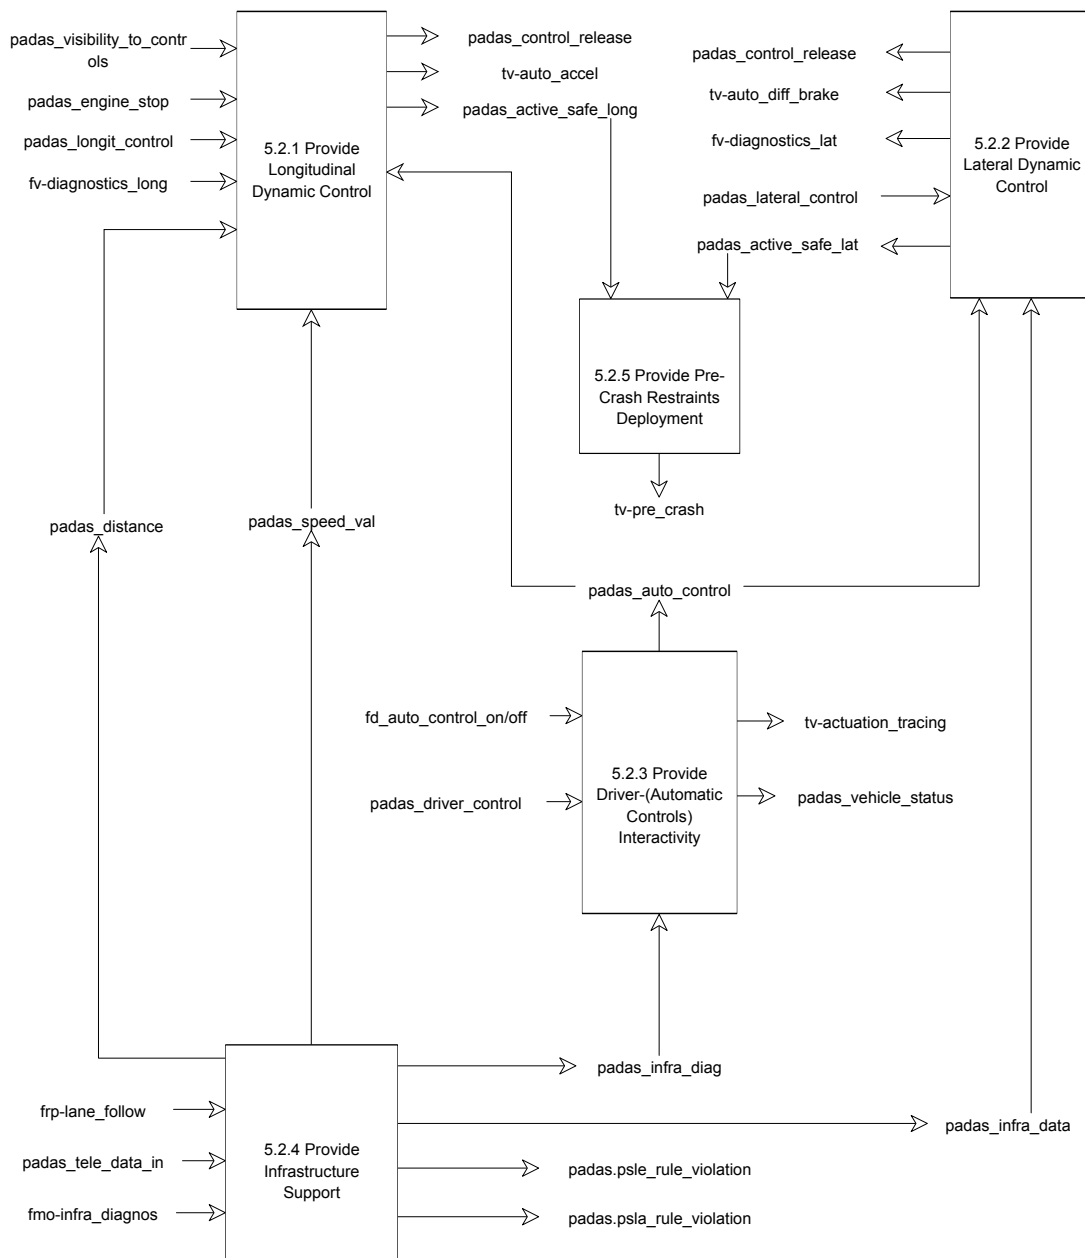 padas_visibility_to_contr
ols
padas_engine_stop
padas_longit_control
fv-diagnostics_long
5.2.1 Provide
Longitudinal
Dynamic Control
padas_control_release
tv-auto_accel
padas_active_safe_long
padas_control_release
tv-auto_diff_brake
fv-diagnostics_lat
padas_lateral_control
padas_active_safe_lat
5.2.2 Provide
Lateral Dynamic
Control
5.2.5 Provide Pre-
Crash Restraints
Deployment
tv-pre_crash
padas_distance
padas_speed_val
padas_auto_control
fd_auto_control_on/off
padas_driver_control
5.2.3 Provide
Driver-(Automatic
Controls)
Interactivity
tv-actuation_tracing
padas_vehicle_status
padas_infra_diag
padas_infra_data
frp-lane_follow
padas_tele_data_in
fmo-infra_diagnos
5.2.4 Provide
Infrastructure
Support
padas.psle_rule_violation
padas.psla_rule_violation